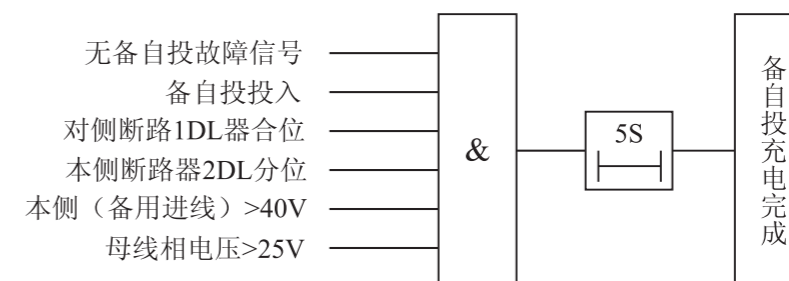 无备自投故障信号
备自投投入
对侧断路1DL器合位
本侧断路器2DL分位
本侧（备用进线）>40V
母线相电压>25V
&
5S
备自投充电完成